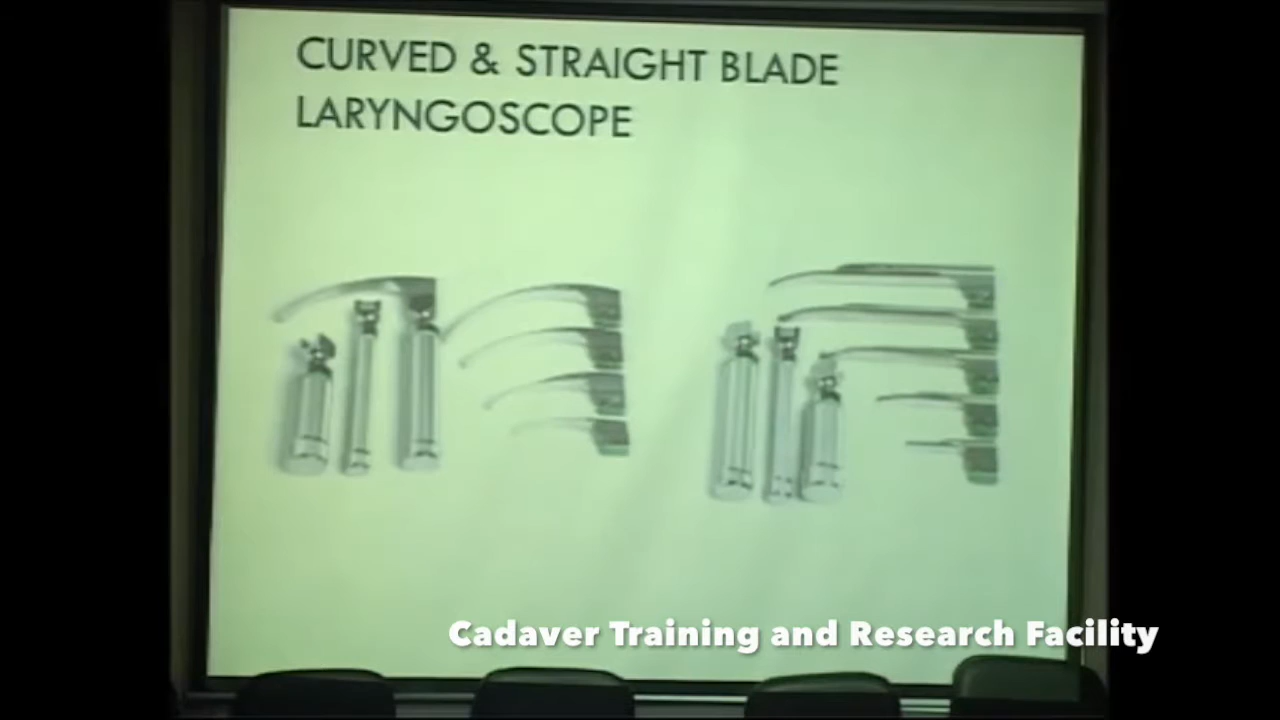 CURVED & STRAIGHT BLADE
LARYNGOSCOPE
Cadaver Training and Research Facility